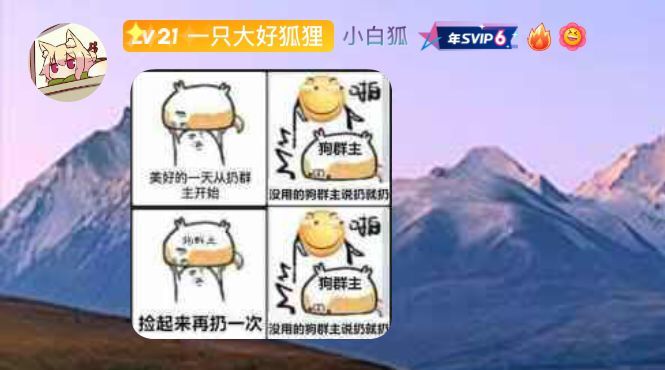 LV21 一只大好狐狸 小白狐 年SVIP6
啪
狗群主
美好的一天从扔群
主开始
没用的狗群主说扔就扔
狗群主
啪
狗群主
捡起来再扔一次
没用的狗群主说扔就扔